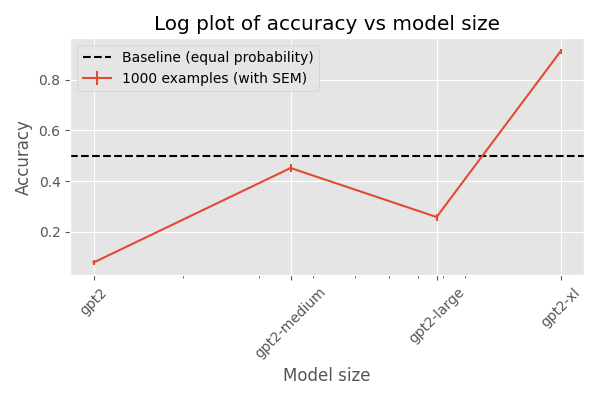 Log plot of accuracy vs model size
Baseline (equal probability)
1000 examples (with SEM)
Accuracy
0.8
0.6
0.4
0.2
gpt2
gpt2-medium
gpt2-large
gpt2-xl
Model size